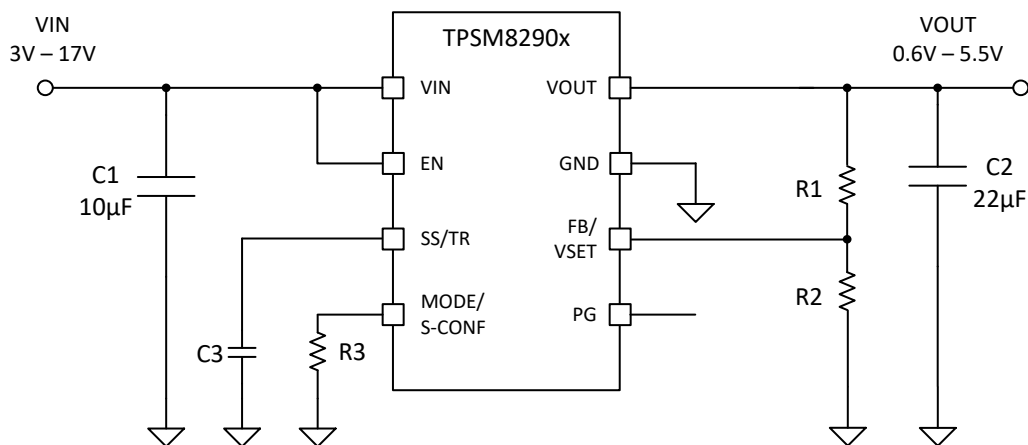 VIN
3V – 17V
TPSM8290x
VOUT
0.6V – 5.5V
VIN
VOUT
EN
GND
C1
10µF
R1
C2
22µF
SS/TR
FB/
VSET
MODE/
S-CONF
R2
PG
C3
R3